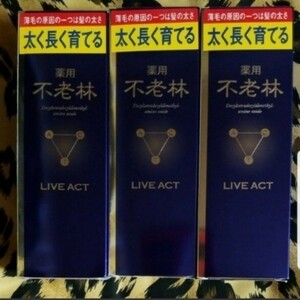 薄毛の原因の一つは髪の太さ
太く長く育てる
薬用
不老林
LIVE ACT
薄毛の原因の一つは髪の太さ
太く長く育てる
薬用
不老林
LIVE ACT
薄毛の原因の一つは髪の太さ
太く長く育てる
薬用
不老林
LIVE ACT